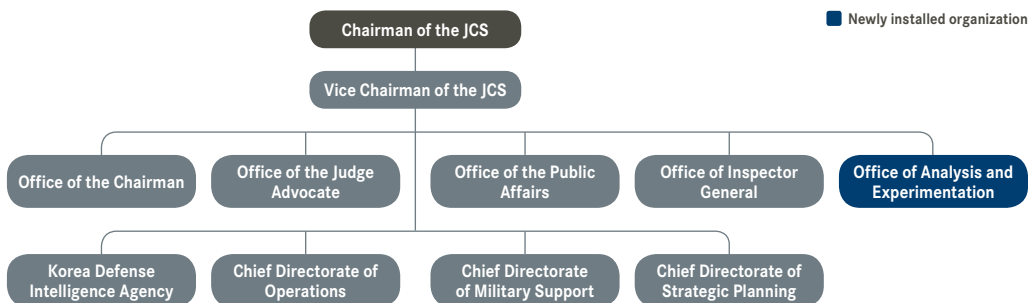 Chairman of the JCS
Newly installed organization
Vice Chairman of the JCS
Office of the Chairman
Office of the Judge
Advocate
Office of the Public
Affairs
Office of Inspector
General
Office of Analysis and
Experimentation
Korea Defense
Intelligence Agency
Chief Directorate of
Operations
Chief Directorate
of Military Support
Chief Directorate of
Strategic Planning